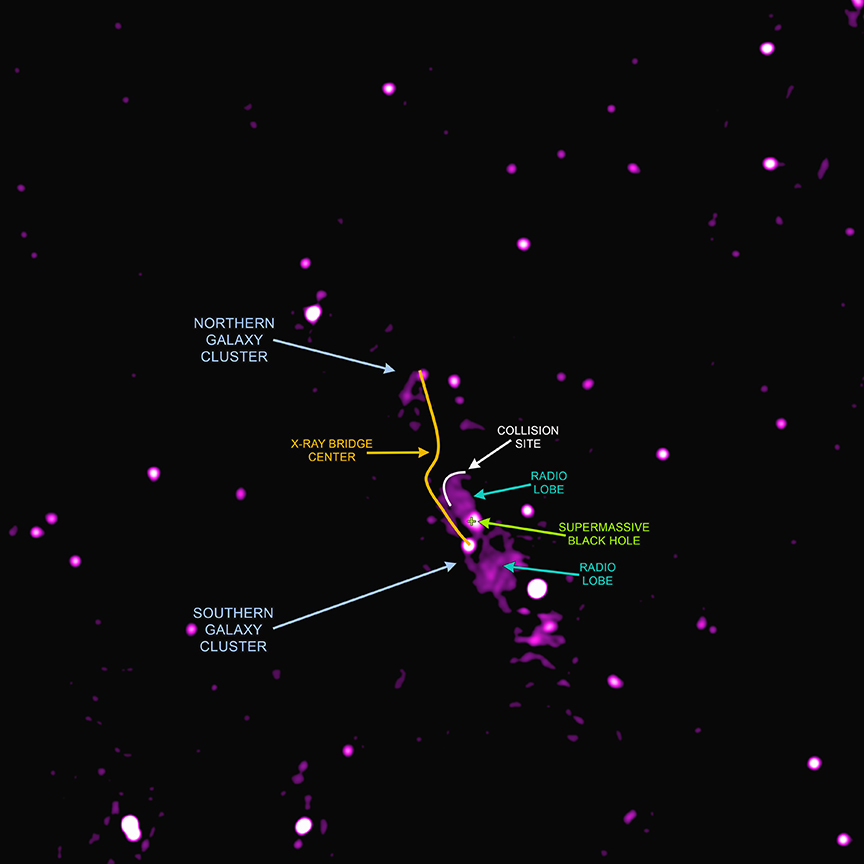 NORTHERN
GALAXY
CLUSTER
COLLISION
SITE
X-RAY BRIDGE
CENTER
RADIO
LOBE
SUPERMASSIVE
BLACK HOLE
RADIO
LOBE
SOUTHERN
GALAXY
CLUSTER